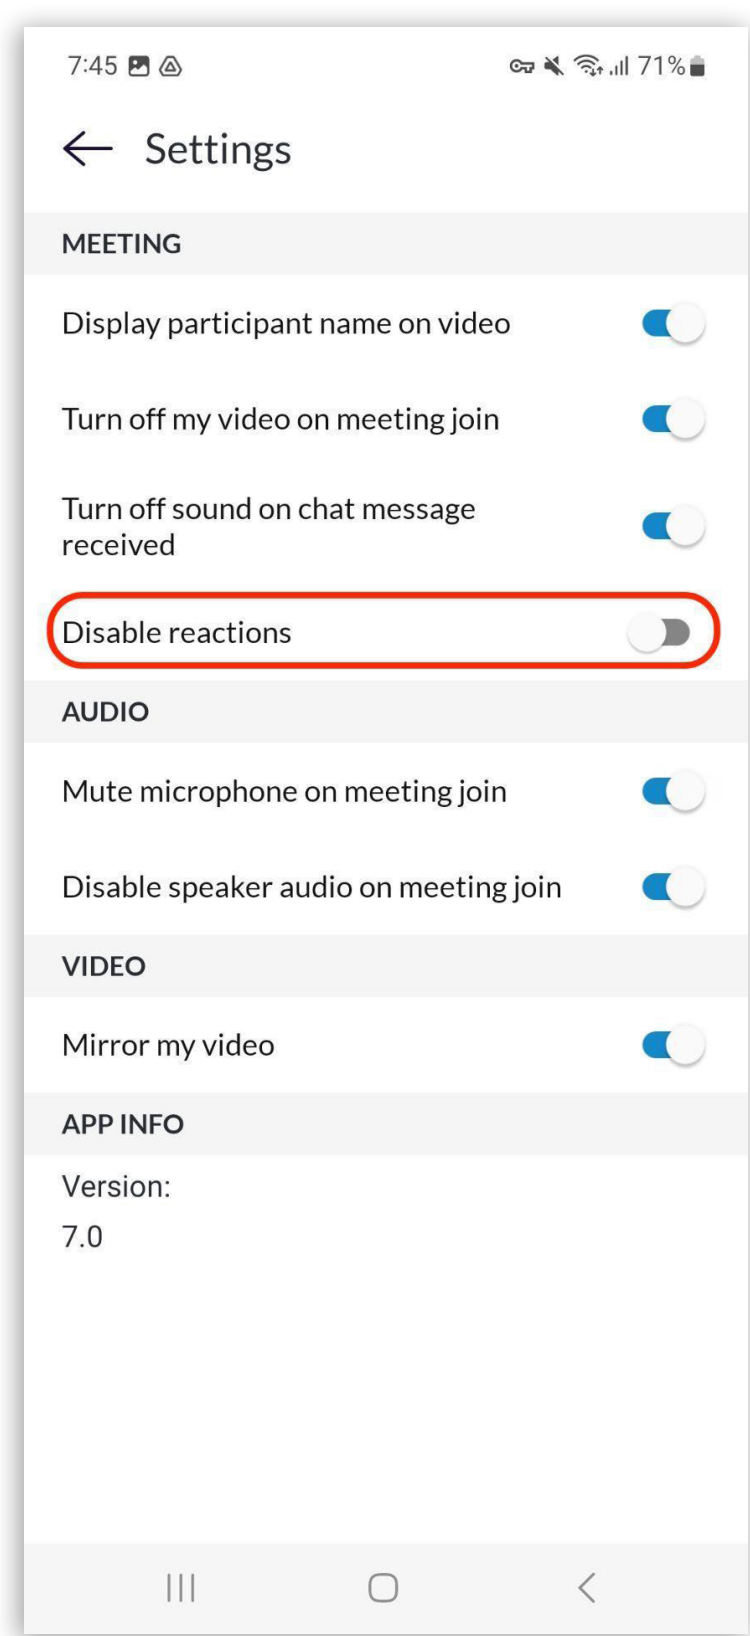 7:45 71%
Settings
MEETING
Display participant name on video
Turn off my video on meeting join
Turn off sound on chat message
received
Disable reactions
AUDIO
Mute microphone on meeting join
Disable speaker audio on meeting join
VIDEO
Mirror my video
APP INFO
Version:
7.0